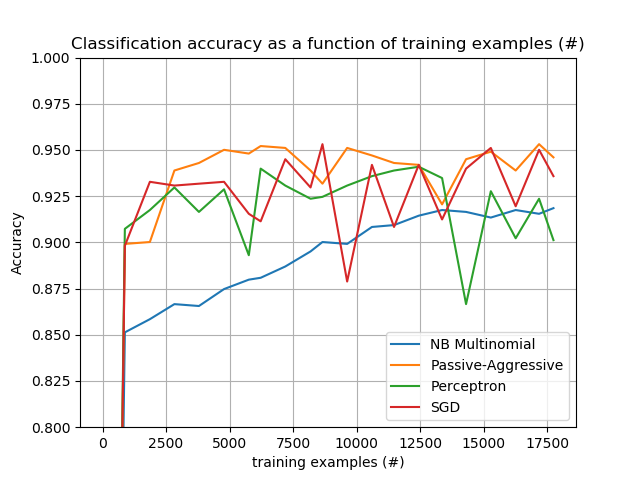 Classification accuracy as a function of training examples (#)
1.000
0.975
0.950
0.925
0.900
0.875
0.850
0.825
0.800
Accuracy
NB Multinomial
Passive-Aggressive
Perceptron
SGD
0 2500 5000 7500 10000 12500 15000 17500
training examples (#)